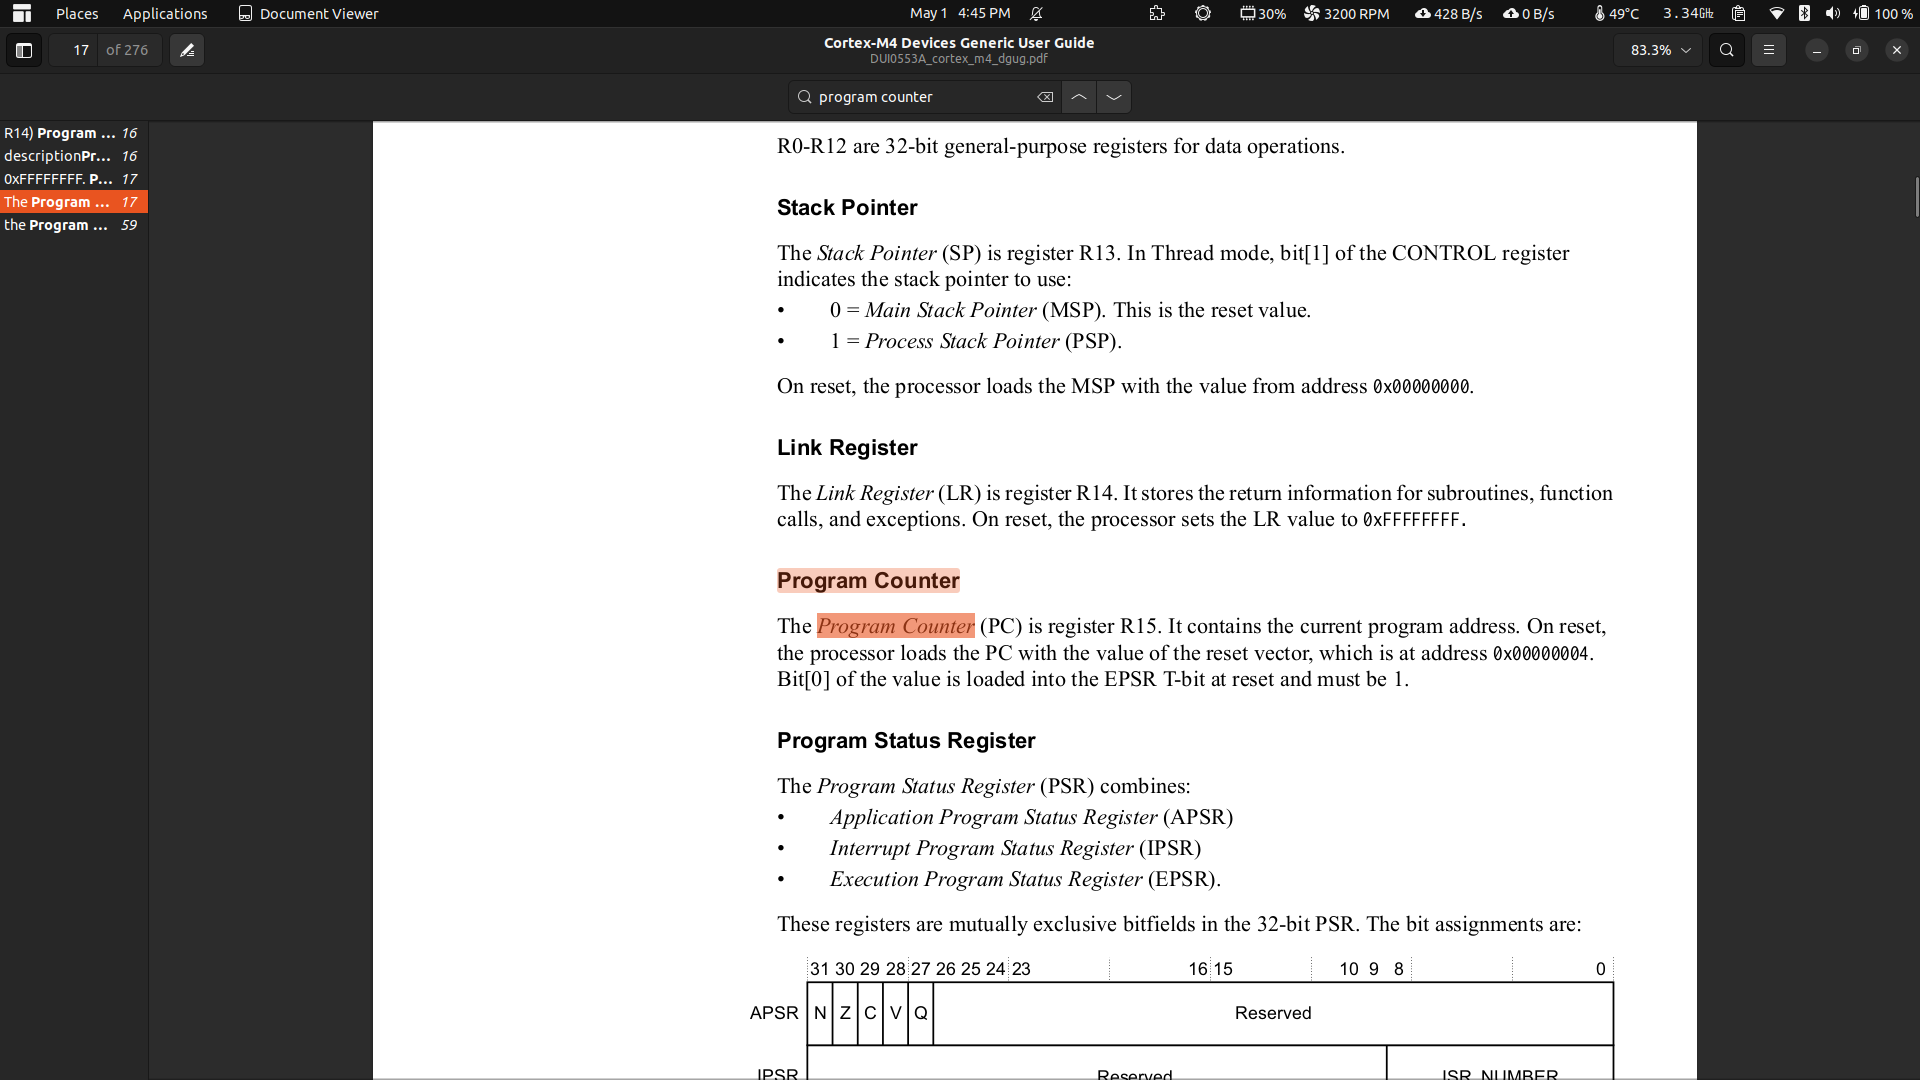 Places Applications Document Viewer May 1 4:45 PM 30% 3200 RPM 428 B/s 0 B/s 49°C 3.34GHz 100 %
17 of 276 Cortex-M4 Devices Generic User Guide 83.3%
DUI0553A_cortex_m4_dgug.pdf
program counter
R14) Program ... 16
descriptionPr... 16
0xFFFFFFFF. P... 17
The Program ... 17
the Program ... 59
R0-R12 are 32-bit general-purpose registers for data operations.
Stack Pointer
The Stack Pointer (SP) is register R13. In Thread mode, bit[1] of the CONTROL register
indicates the stack pointer to use:
• 0 = Main Stack Pointer (MSP). This is the reset value.
• 1 = Process Stack Pointer (PSP).
On reset, the processor loads the MSP with the value from address 0x00000000.
Link Register
The Link Register (LR) is register R14. It stores the return information for subroutines, function
calls, and exceptions. On reset, the processor sets the LR value to 0xFFFFFFFF.
Program Counter
The Program Counter (PC) is register R15. It contains the current program address. On reset,
the processor loads the PC with the value of the reset vector, which is at address 0x00000004.
Bit[0] of the value is loaded into the EPSR T-bit at reset and must be 1.
Program Status Register
The Program Status Register (PSR) combines:
• Application Program Status Register (APSR)
• Interrupt Program Status Register (IPSR)
• Execution Program Status Register (EPSR).
These registers are mutually exclusive bitfields in the 32-bit PSR. The bit assignments are:
31 30 29 28 27 26 25 24 23 16 15 10 9 8 0
APSR N Z C V Q Reserved
IPSR Reserved ISR_NUMBER